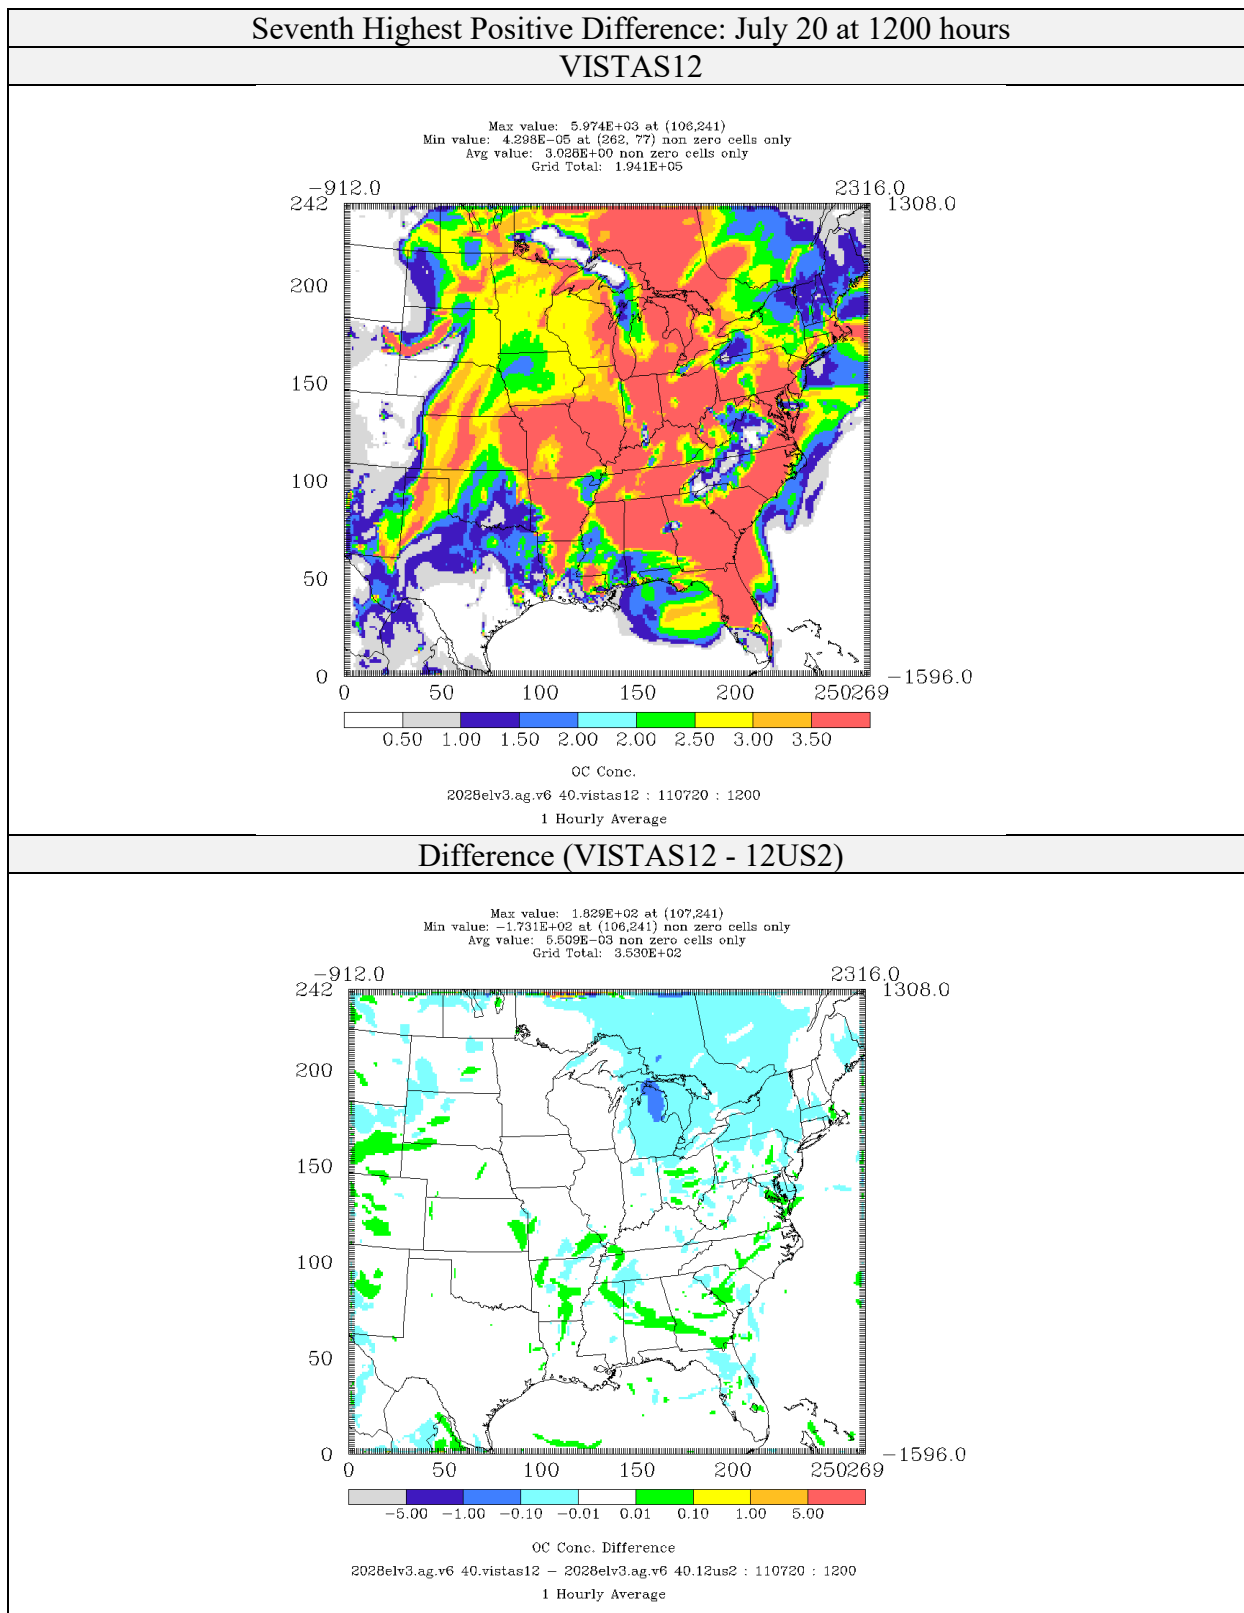 Seventh Highest Positive Difference: July 20 at 1200 hours
VISTAS12
Max value: 5.974E+03 at (106,241)
Min value: 4.298E-05 at (262, 77) non zero cells only
Avg value: 3.028E+00 non zero cells only
Grid Total: 1.941E+05
-912.0 2316.0
242 1308.0
200
150
100
50
0 -1596.0
0 50 100 150 200 250269
0.50 1.00 1.50 2.00 2.00 2.50 3.00 3.50
OC Conc.
2028elv3.ag.v6 40.vistas12 : 110720 : 1200
1 Hourly Average
Difference (VISTAS12 - 12US2)
Max value: 1.829E+02 at (107,241)
Min value: -1.731E+02 at (106,241) non zero cells only
Avg value: 5.509E-03 non zero cells only
Grid Total: 3.530E+02
-912.0 2316.0
242 1308.0
200
150
100
50
0 -1596.0
0 50 100 150 200 250269
-5.00 -1.00 -0.10 -0.01 0.01 0.10 1.00 5.00
OC Conc. Difference
2028elv3.ag.v6 40.vistas12 - 2028elv3.ag.v6 40.12us2 : 110720 : 1200
1 Hourly Average